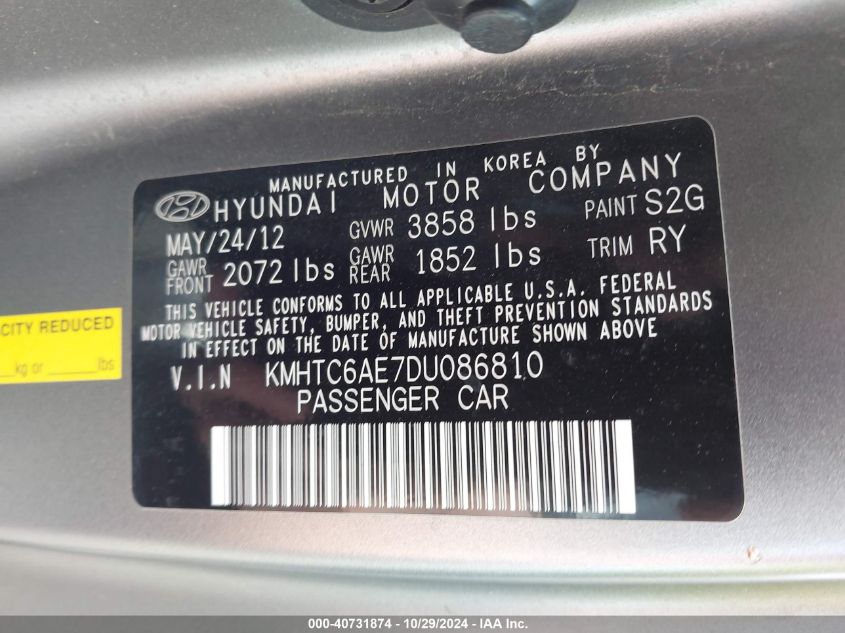 MANUFACTURED IN KOREA BY
HYUNDAI MOTOR COMPANY
MAY/24/12 GVWR 3858 lbs PAINT S2G
GAWR FRONT 2072 lbs GAWR REAR 1852 lbs TRIM RY
THIS VEHICLE CONFORMS TO ALL APPLICABLE U.S.A. FEDERAL
MOTOR VEHICLE SAFETY, BUMPER, AND THEFT PREVENTION STANDARDS
IN EFFECT ON THE DATE OF MANUFACTURE SHOWN ABOVE
V.I.N KMHTC6AE7DU086810
PASSENGER CAR
CITY REDUCED
kg or lbs
000-40731874 / 10/29/2024 - IAA Inc.